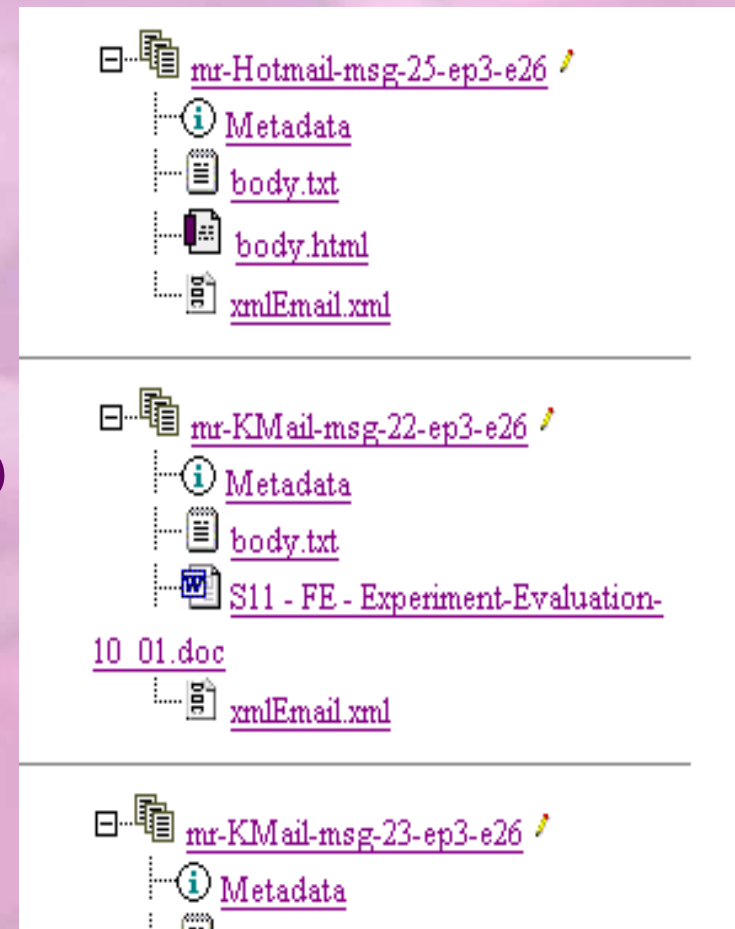 mr-Hotmail-msg-25-ep3-e26
Metadata
body.txt
body.html
xmlEmail.xml
mr-KMail-msg-22-ep3-e26
Metadata
body.txt
S11 - FE - Experiment-Evaluation-
10_01.doc
xmlEmail.xml
mr-KMail-msg-23-ep3-e26
Metadata